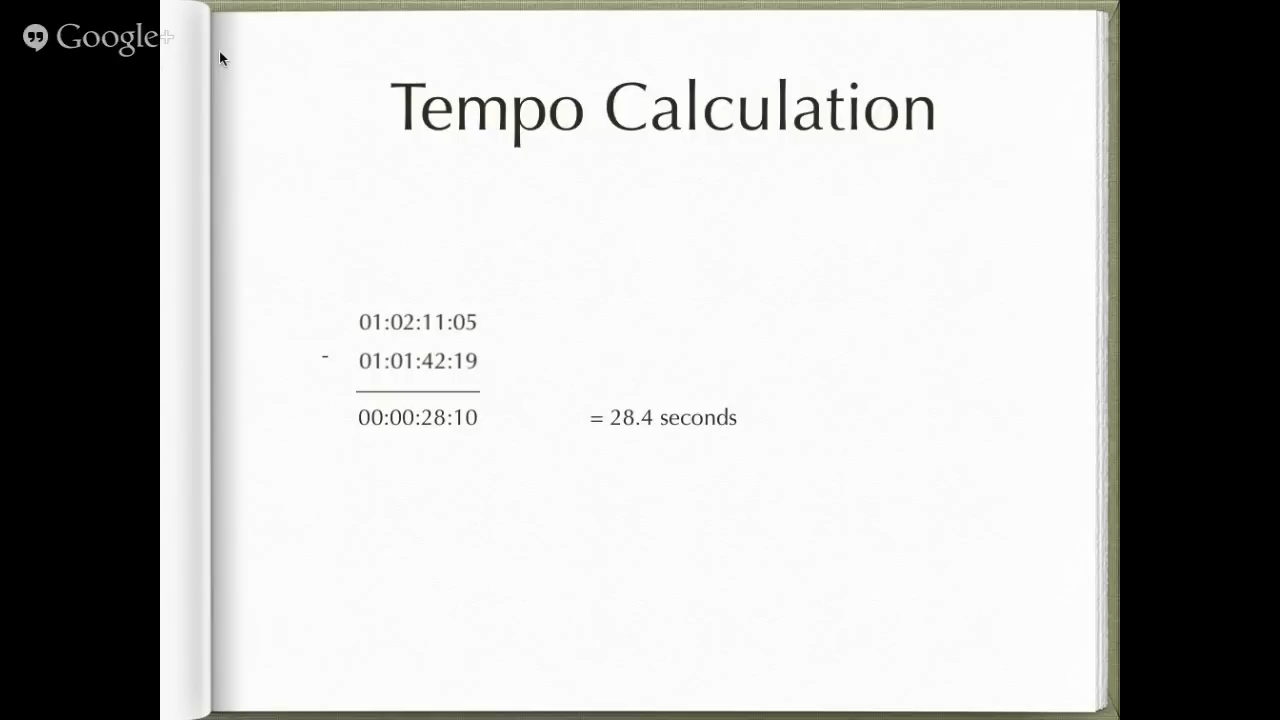 Google+
Tempo Calculation
01:02:11:05
- 01:01:42:19
00:00:28:10 = 28.4 seconds